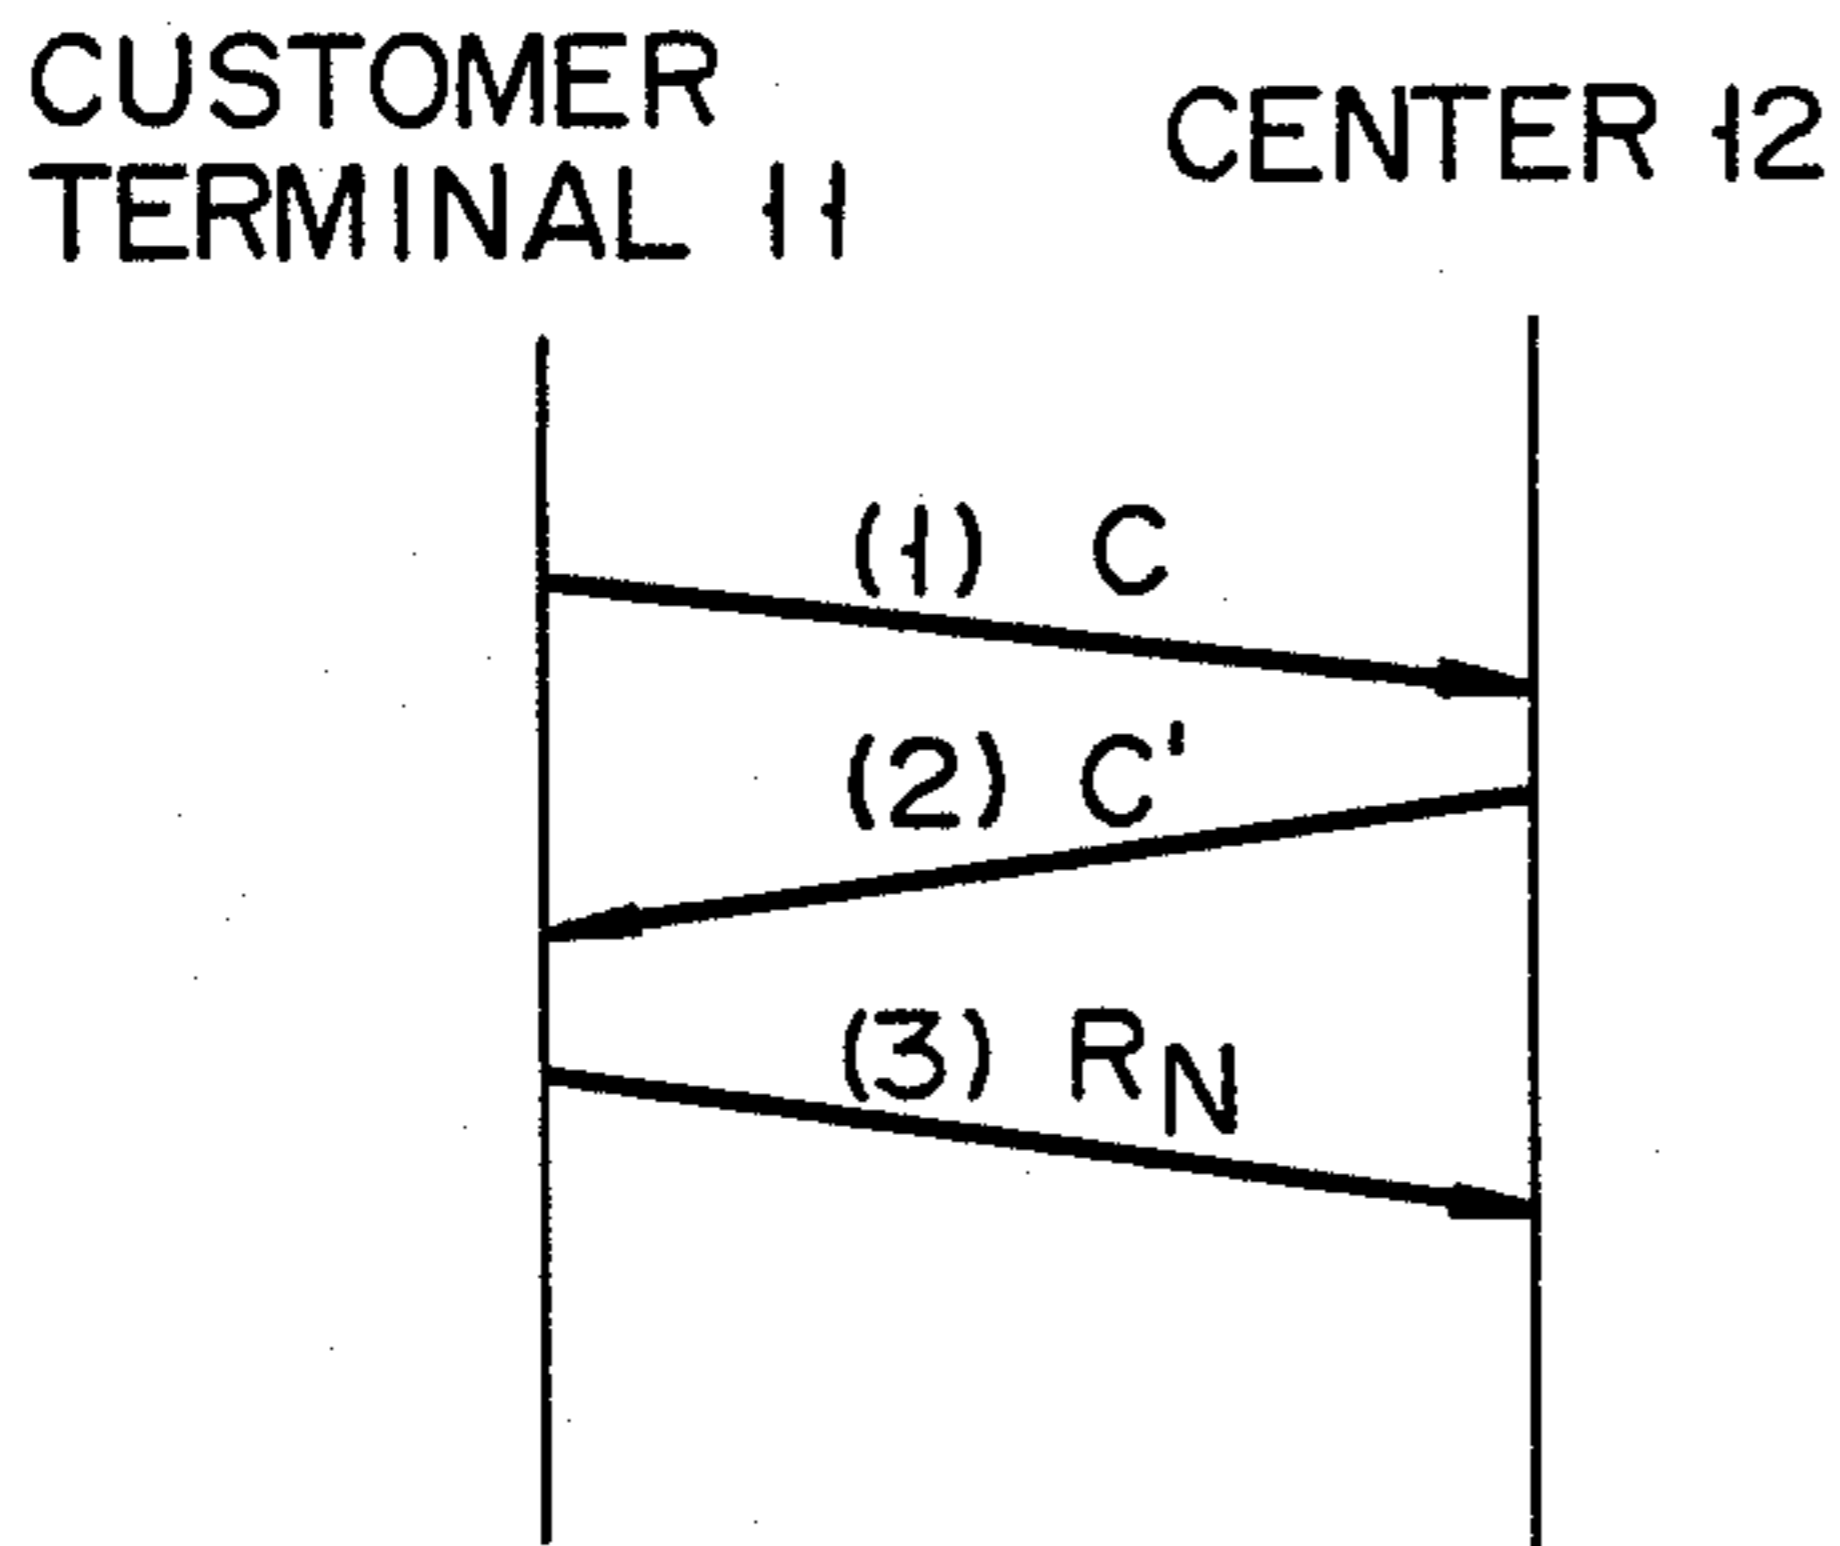 CUSTOMER
TERMINAL 11
CENTER 12
(1) C
(2) C'
(3) RN